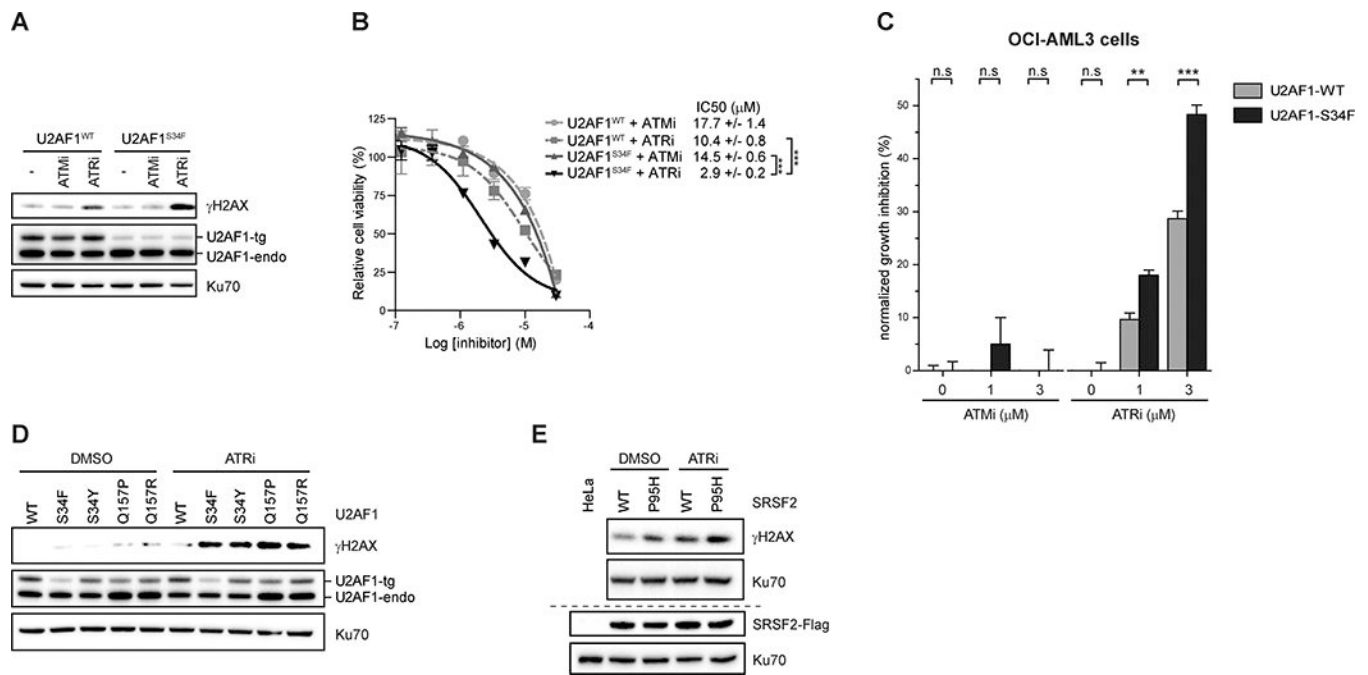 A
U2AF1WT U2AF1S34F
- ATMi ATRi - ATMi ATRi
γH2AX
U2AF1-tg
U2AF1-endo
Ku70
B
IC50 (μM)
U2AF1WT + ATMi 17.7 +/- 1.4
U2AF1WT + ATRi 10.4 +/- 0.8
U2AF1S34F + ATMi 14.5 +/- 0.6
U2AF1S34F + ATRi 2.9 +/- 0.2
***
***
Relative cell viability (%)
125
100
75
50
25
0
-7 -6 -5 -4
Log [inhibitor] (M)
C
OCI-AML3 cells
n.s n.s n.s n.s ** ***
U2AF1-WT
U2AF1-S34F
normalized growth inhibition (%)
50
40
30
20
10
0
0 1 3 0 1 3
ATMi (μM) ATRi (μM)
D
DMSO ATRi
WT S34F S34Y Q157P Q157R WT S34F S34Y Q157P Q157R U2AF1
γH2AX
U2AF1-tg
U2AF1-endo
Ku70
E
DMSO ATRi
HeLa WT P95H WT P95H SRSF2
γH2AX
Ku70
SRSF2-Flag
Ku70